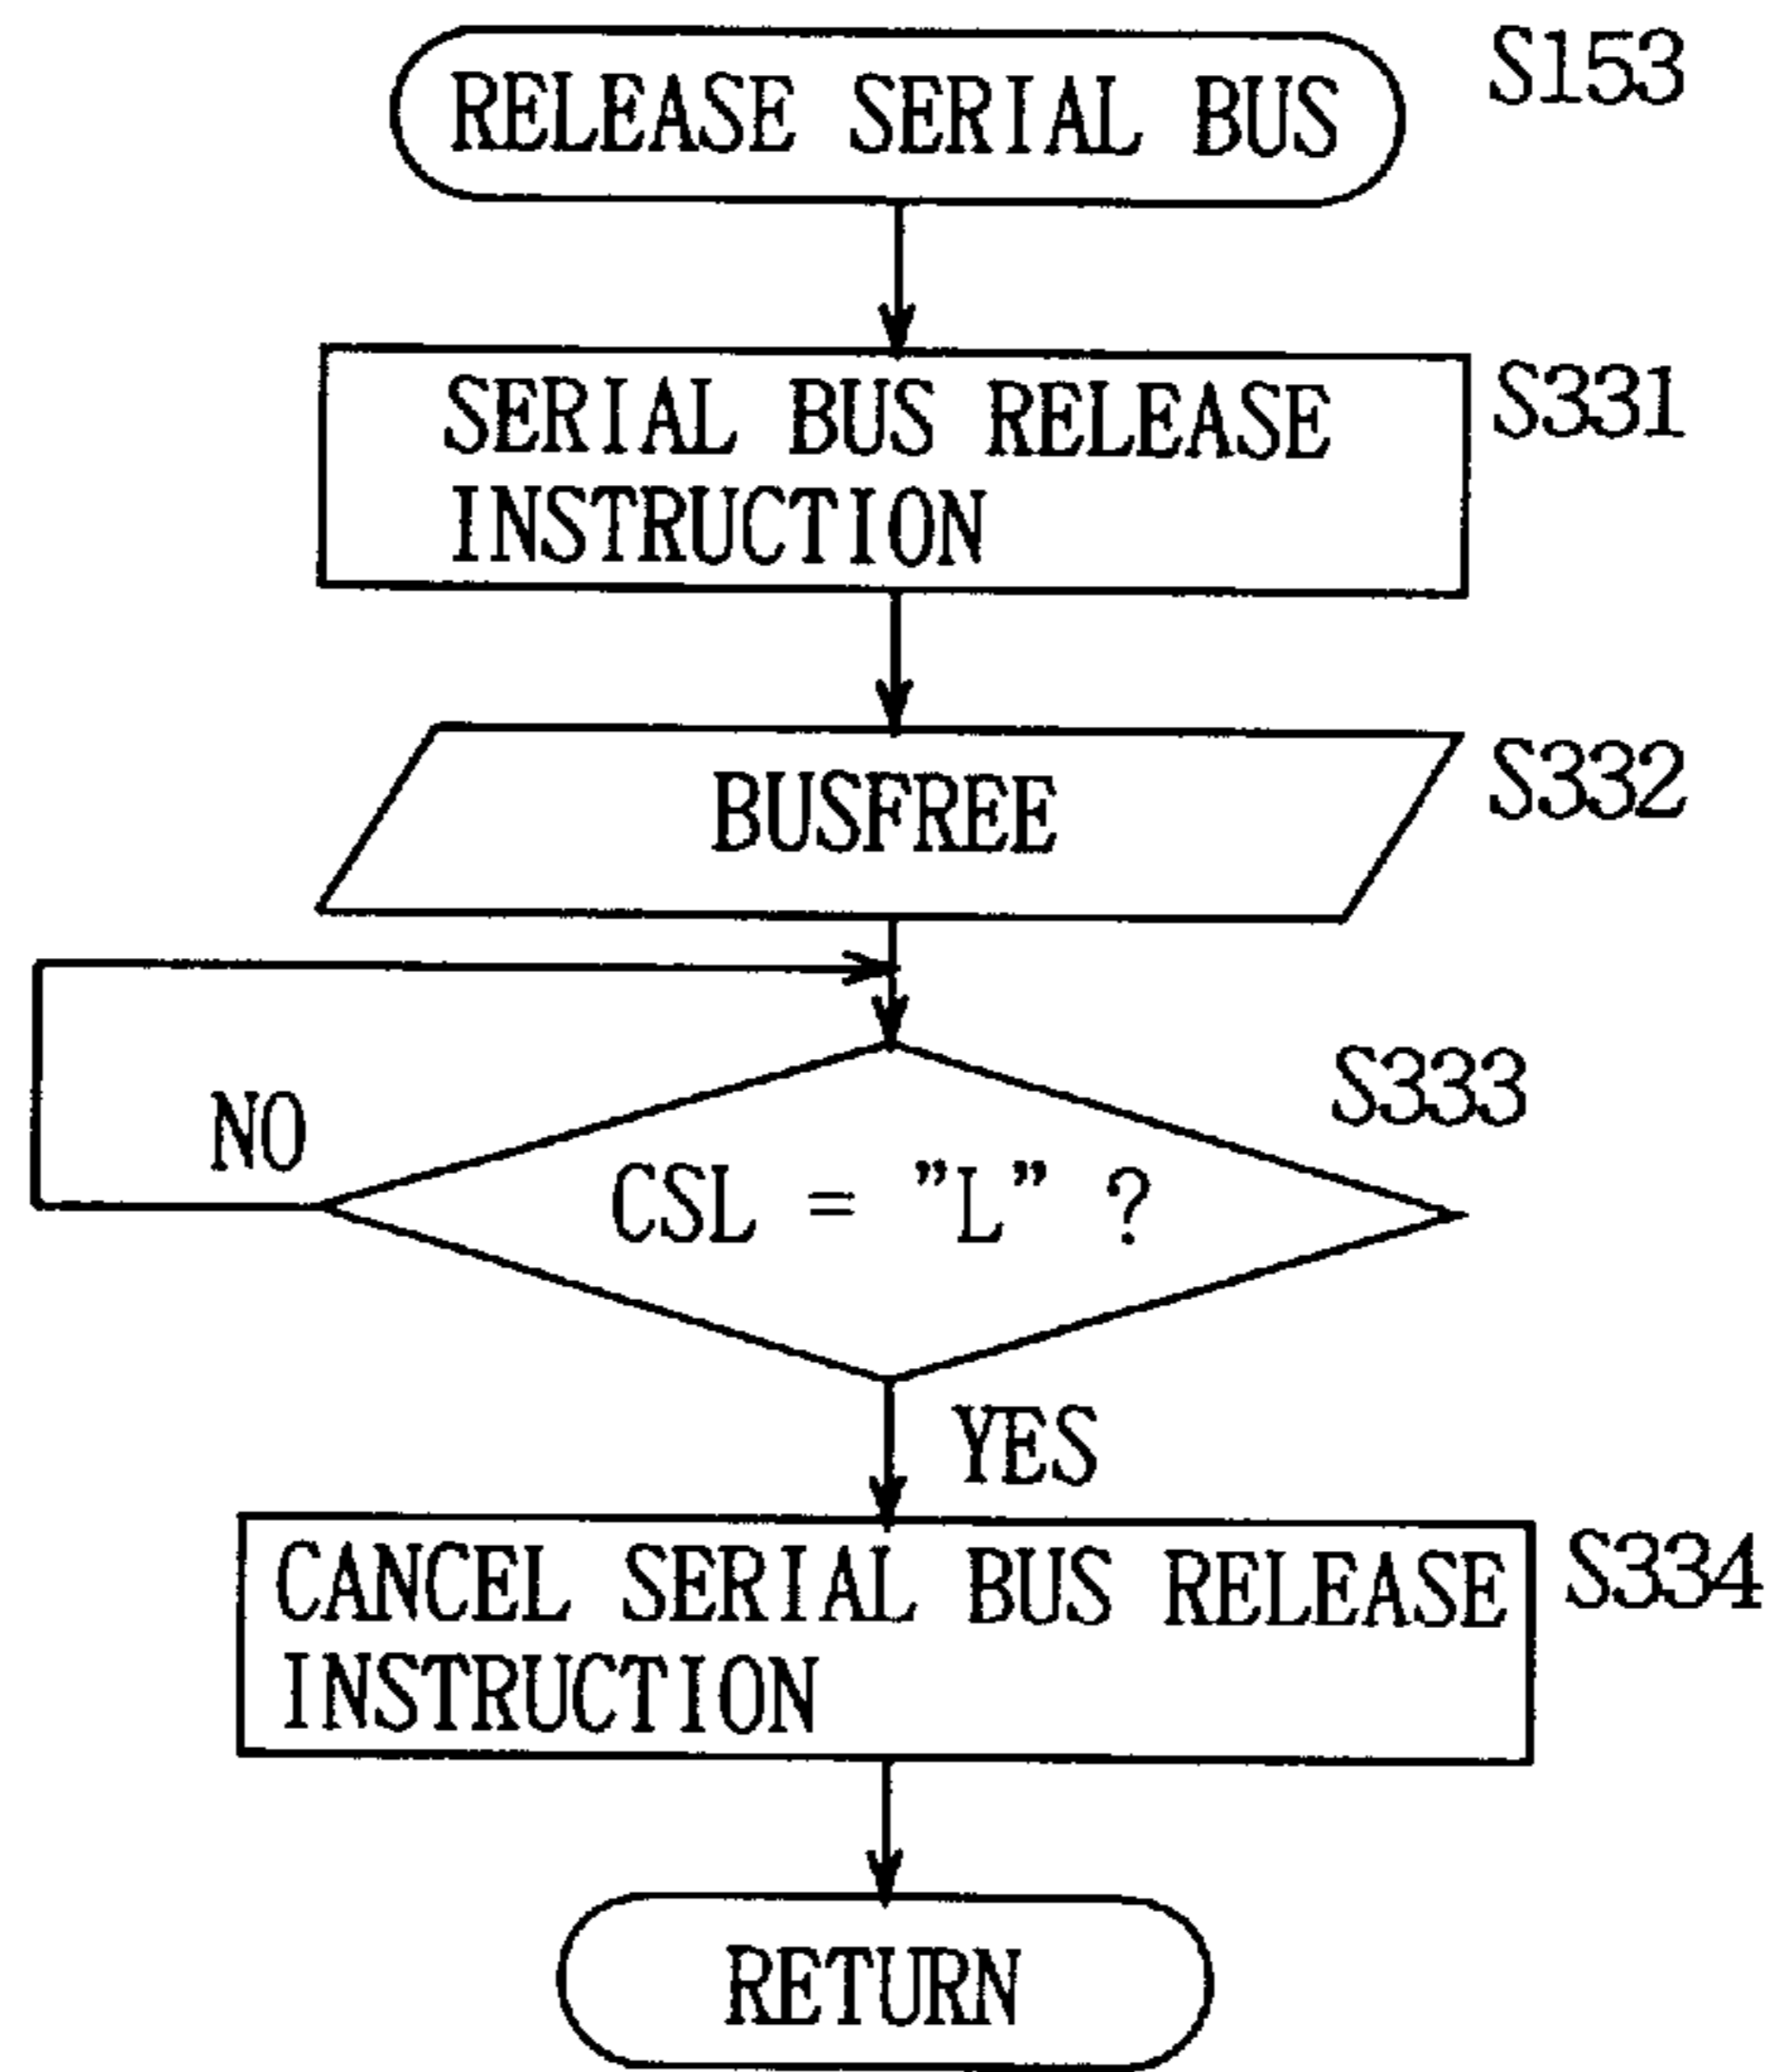 RELEASE SERIAL BUS
S153
SERIAL BUS RELEASE
INSTRUCTION
S331
BUSFREE
S332
S333
NO
CSL = "L" ?
YES
CANCEL SERIAL BUS RELEASE
INSTRUCTION
S334
RETURN